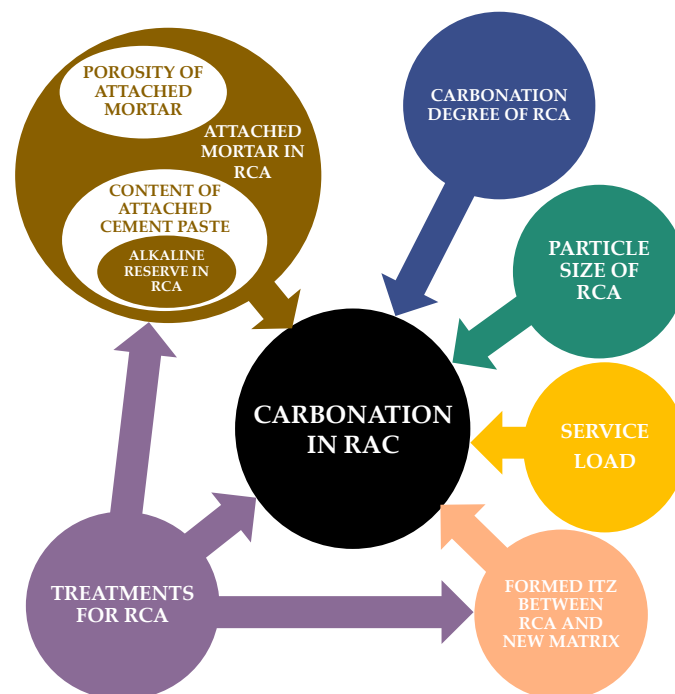 POROSITY OF
ATTACHED
MORTAR
ATTACHED
MORTAR IN
RCA
CONTENT OF
ATTACHED
CEMENT PASTE
ALKALINE
RESERVE IN
RCA
CARBONATION
DEGREE OF RCA
PARTICLE
SIZE OF
RCA
CARBONATION
IN RAC
SERVICE
LOAD
TREATMENTS
FOR RCA
FORMED ITZ
BETWEEN
RCA AND
NEW MATRIX